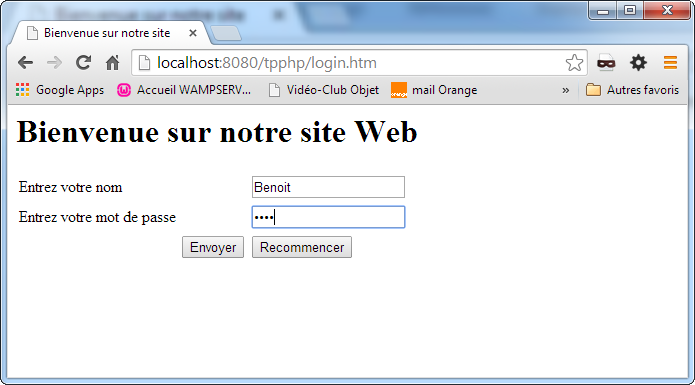 Bienvenue sur notre site
localhost:8080/tpphp/login.htm
Google Apps Accueil WAMPSERV... Vidéo-Club Objet mail Orange » Autres favoris
Bienvenue sur notre site Web
Entrez votre nom Benoit
Entrez votre mot de passe ••••
Envoyer Recommencer